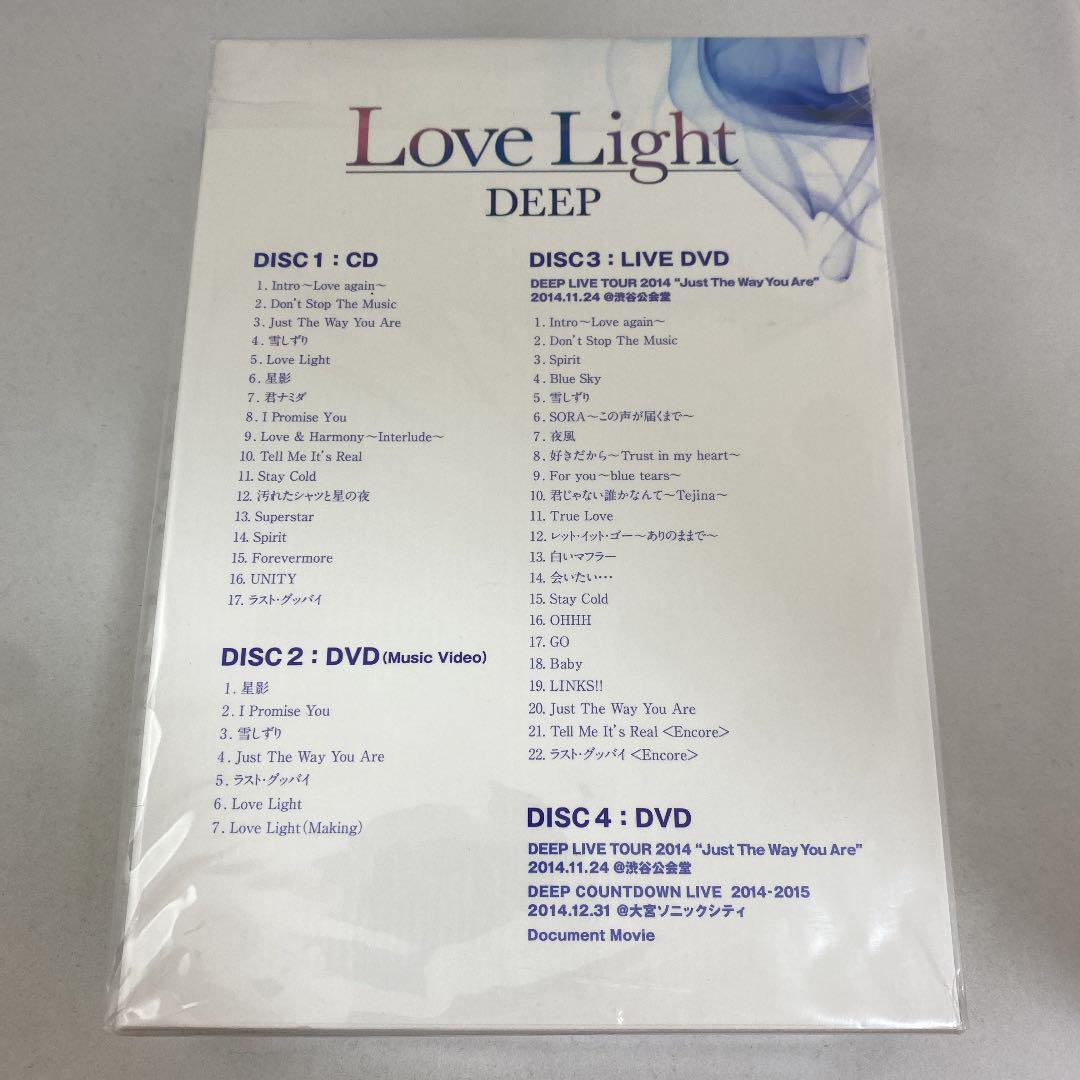 Love Light
DEEP
DISC 1 : CD
1. Intro～Love again～
2. Don't Stop The Music
3. Just The Way You Are
4. 雪しずり
5. Love Light
6. 星影
7. 君ナミダ
8. I Promise You
9. Love & Harmony～Interlude～
10. Tell Me It's Real
11. Stay Cold
12. 汚れたシャツと星の夜
13. Superstar
14. Spirit
15. Forevermore
16. UNITY
17. ラスト・グッバイ
DISC 2 : DVD (Music Video)
1. 星影
2. I Promise You
3. 雪しずり
4. Just The Way You Are
5. ラスト・グッバイ
6. Love Light
7. Love Light (Making)
DISC 3 : LIVE DVD
DEEP LIVE TOUR 2014 "Just The Way You Are"
2014.11.24 @渋谷公会堂
1. Intro～Love again～
2. Don't Stop The Music
3. Spirit
4. Blue Sky
5. 雪しずり
6. SORA～この声が届くまで～
7. 夜風
8. 好きだから～Trust in my heart～
9. For you～blue tears～
10. 君じゃない誰かなんて～Tejina～
11. True Love
12. レット・イット・ゴー～ありのままで～
13. 白いマフラー
14. 会いたい・・・
15. Stay Cold
16. OHHH
17. GO
18. Baby
19. LINKS!!
20. Just The Way You Are
21. Tell Me It's Real <Encore>
22. ラスト・グッバイ <Encore>
DISC 4 : DVD
DEEP LIVE TOUR 2014 "Just The Way You Are"
2014.11.24 @渋谷公会堂
DEEP COUNTDOWN LIVE 2014-2015
2014.12.31 @大宮ソニックシティ
Document Movie